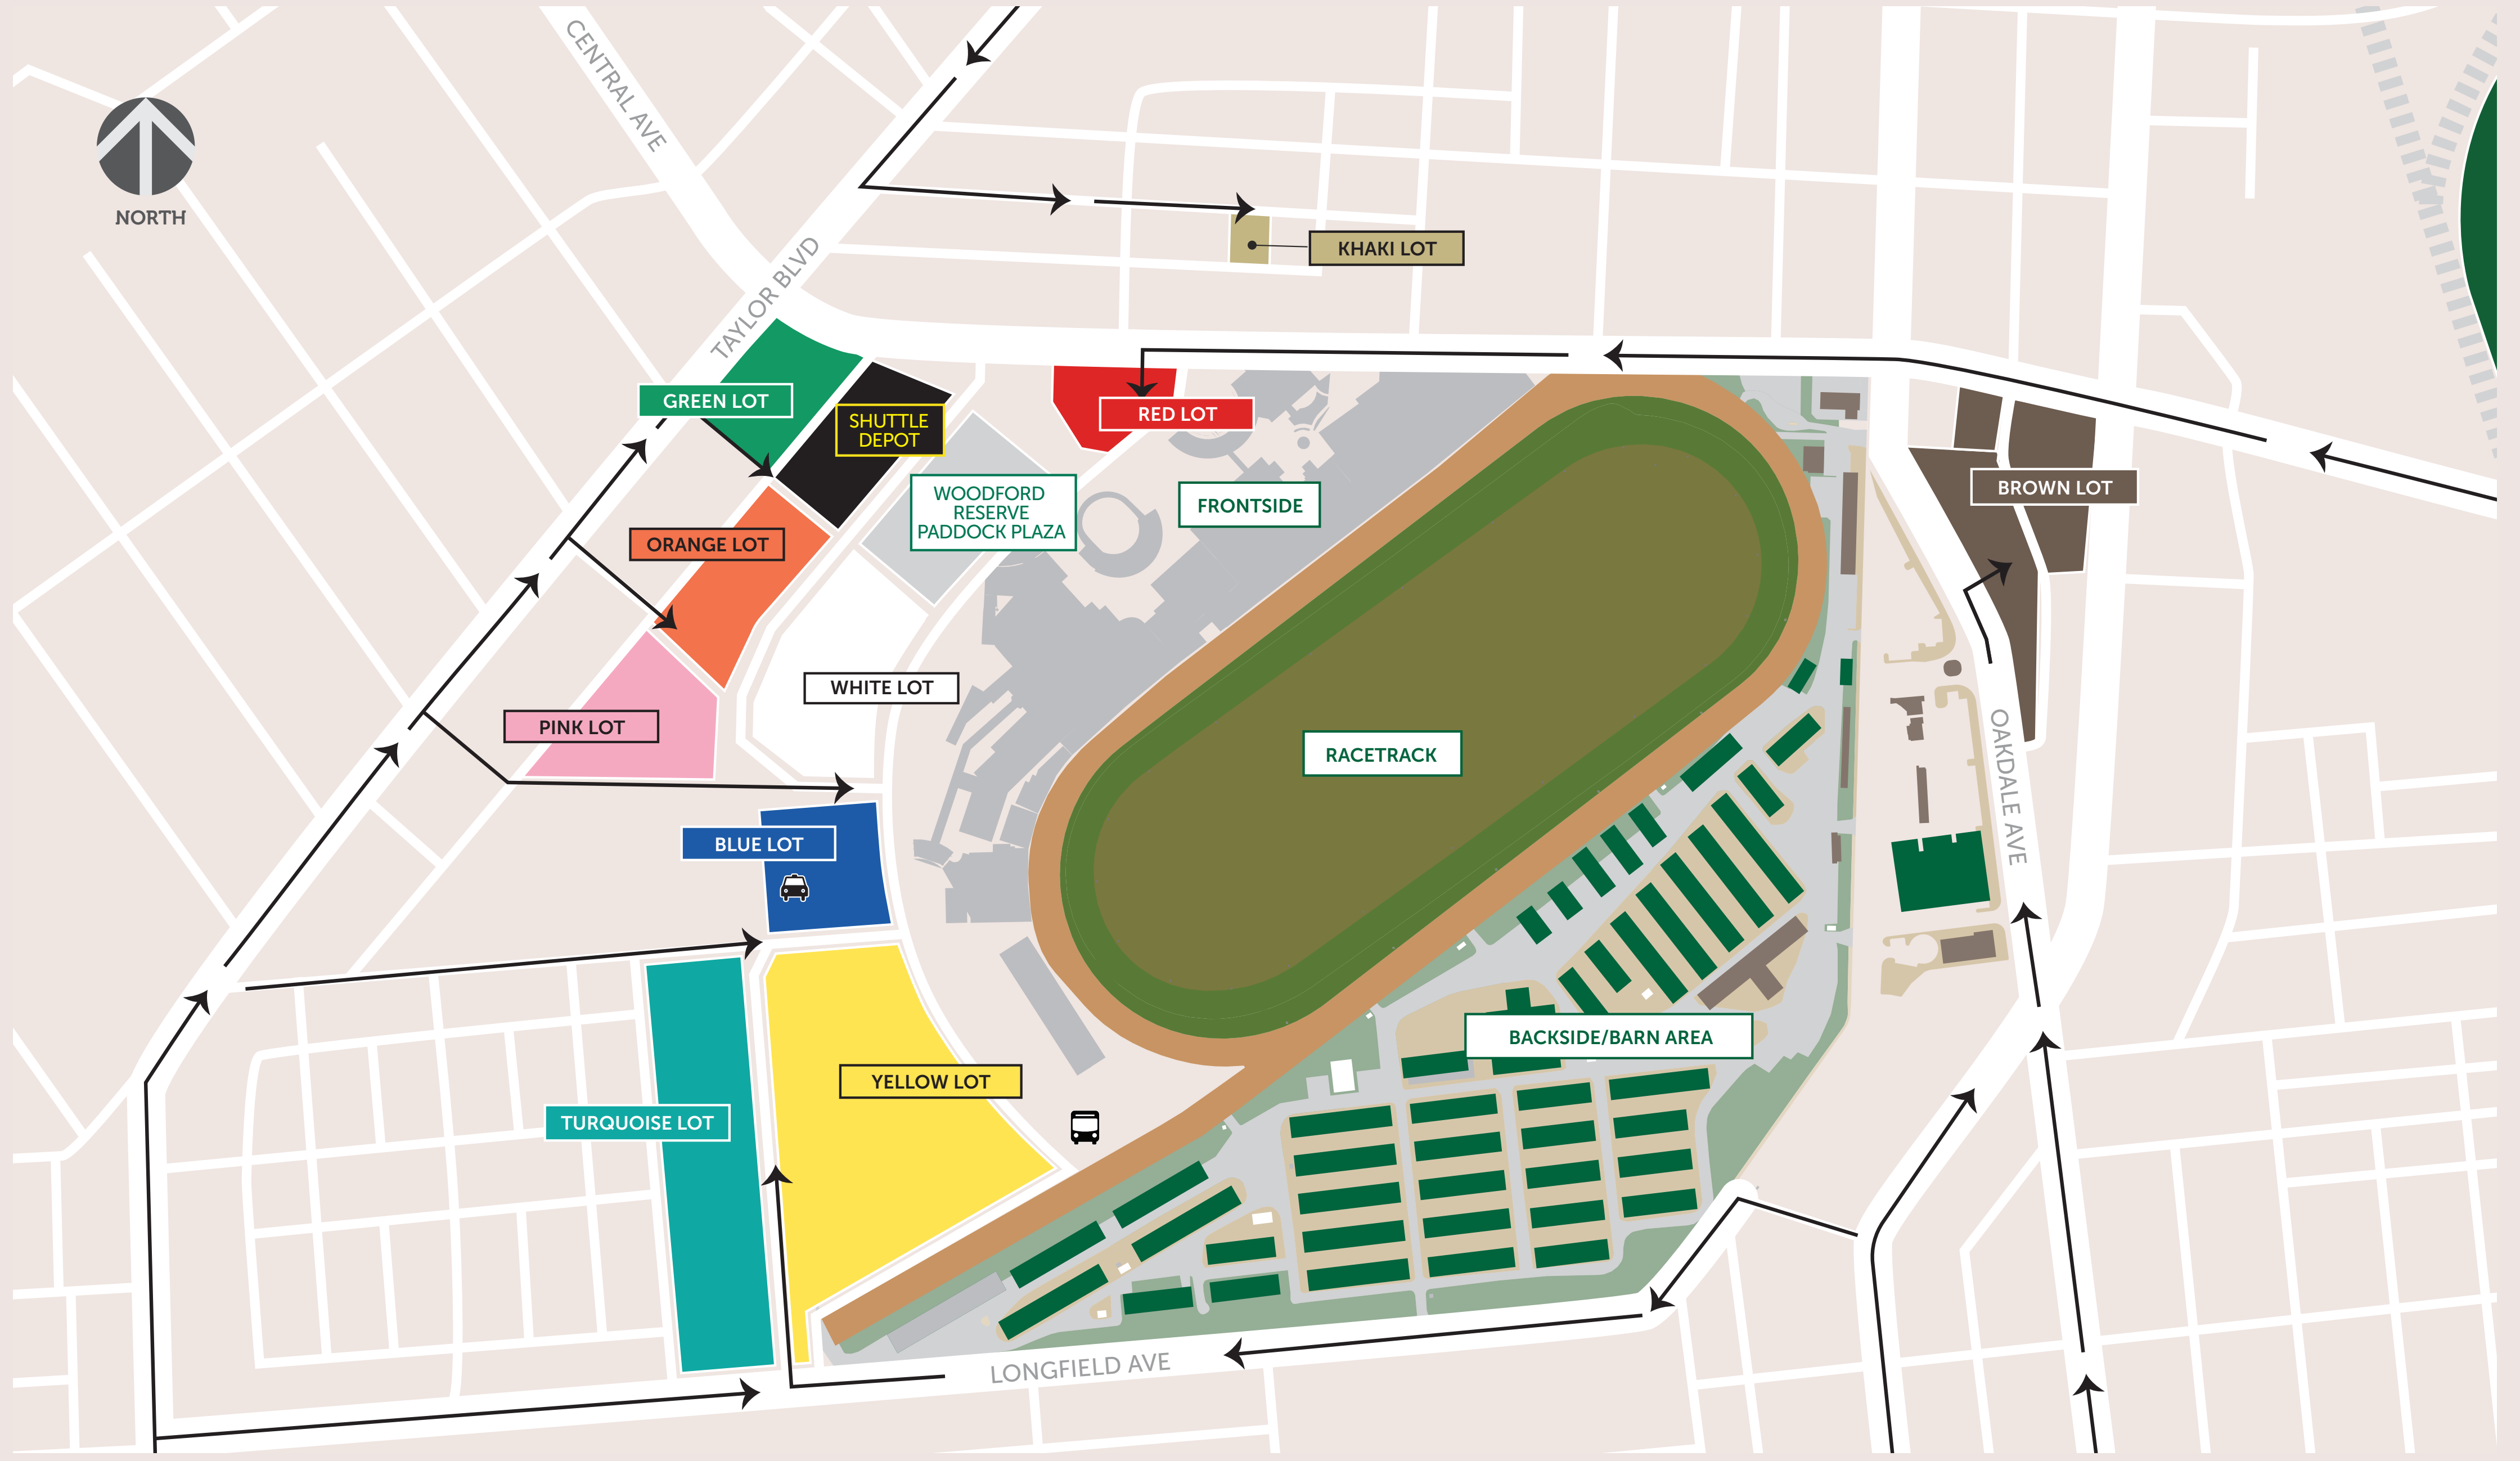 CENTRAL AVE
NORTH
KHAKI LOT
TAYLOR BLVD
GREEN LOT
SHUTTLE
DEPOT
RED LOT
WOODFORD
RESERVE
PADDOCK PLAZA
FRONTSIDE
BROWN LOT
ORANGE LOT
WHITE LOT
PINK LOT
RACETRACK
OAKDALE AVE
BLUE LOT
BACKSIDE/BARN AREA
YELLOW LOT
TURQUOISE LOT
LONGFIELD AVE